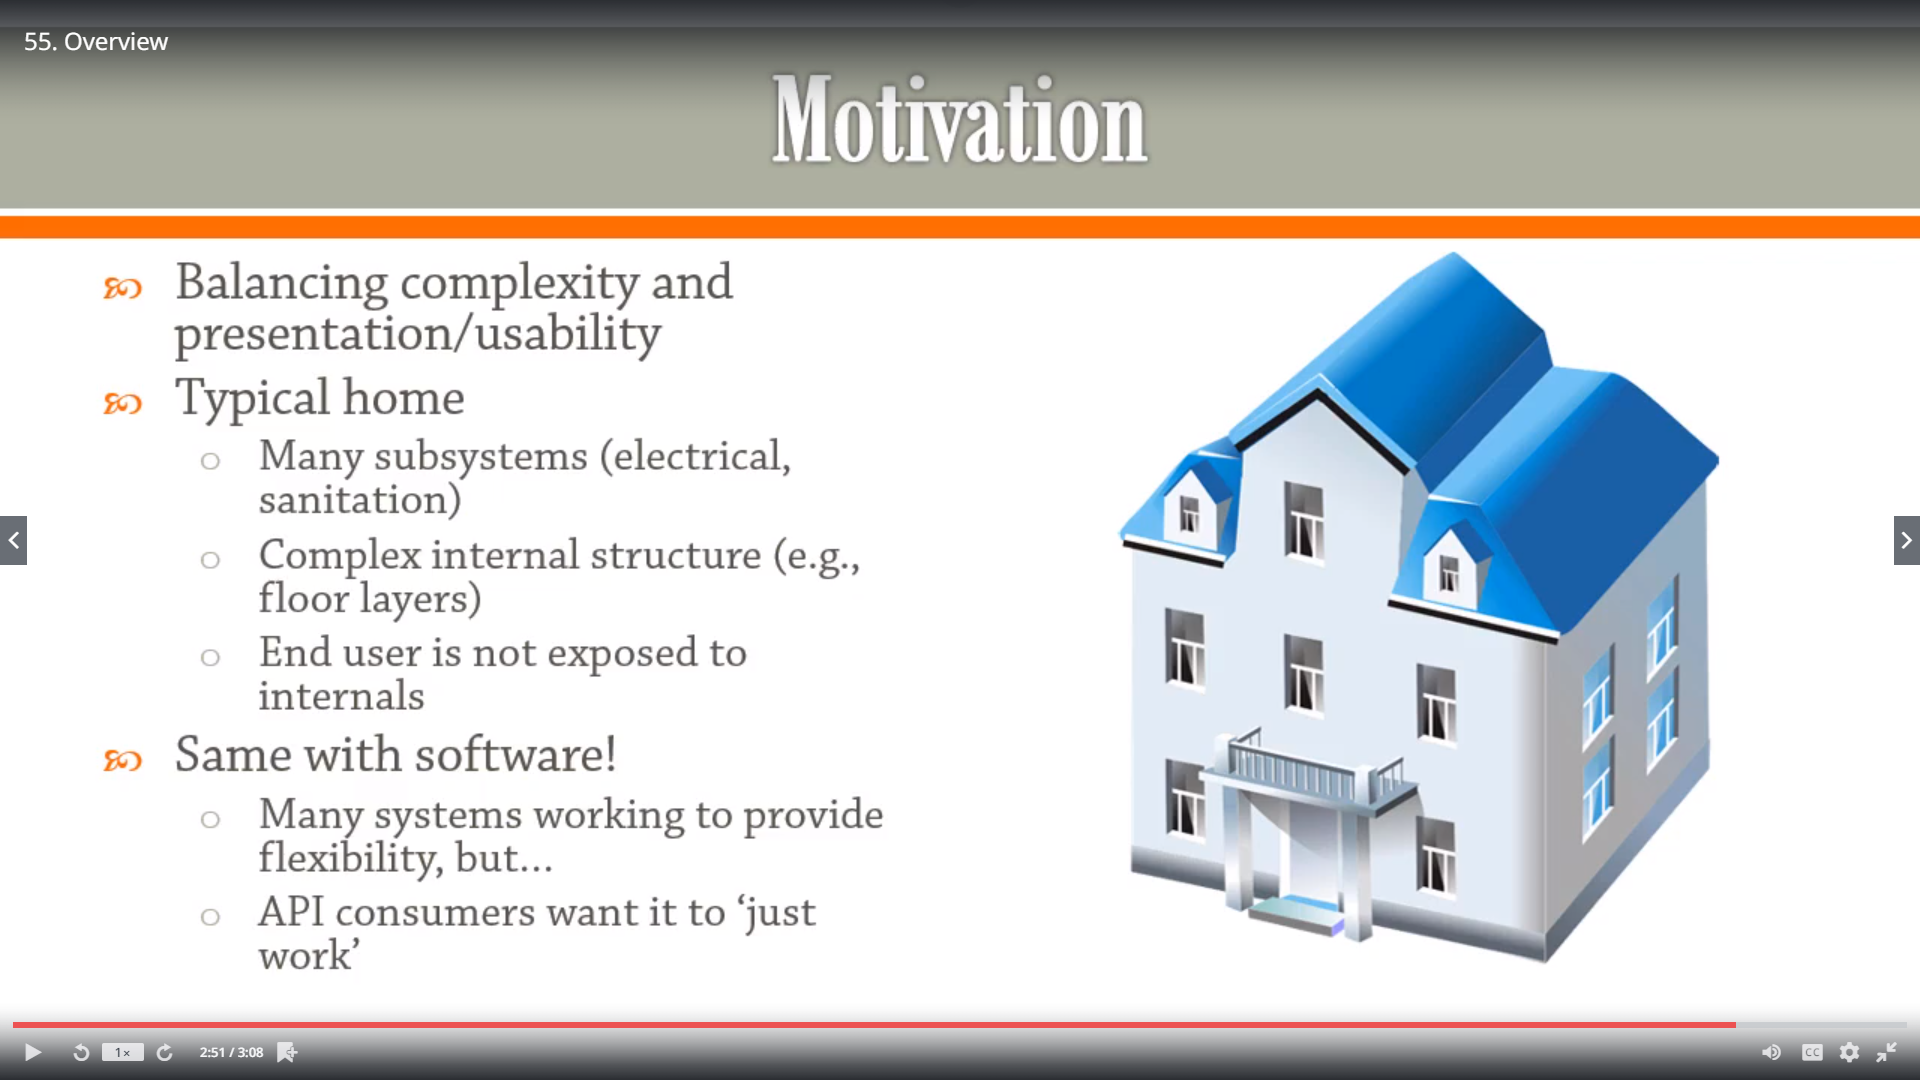 55. Overview
Motivation
Balancing complexity and
presentation/usability
Typical home
Many subsystems (electrical,
sanitation)
Complex internal structure (e.g.,
floor layers)
End user is not exposed to
internals
Same with software!
Many systems working to provide
flexibility, but…
API consumers want it to ‘just
work’
1×
2:51 / 3:08
CC